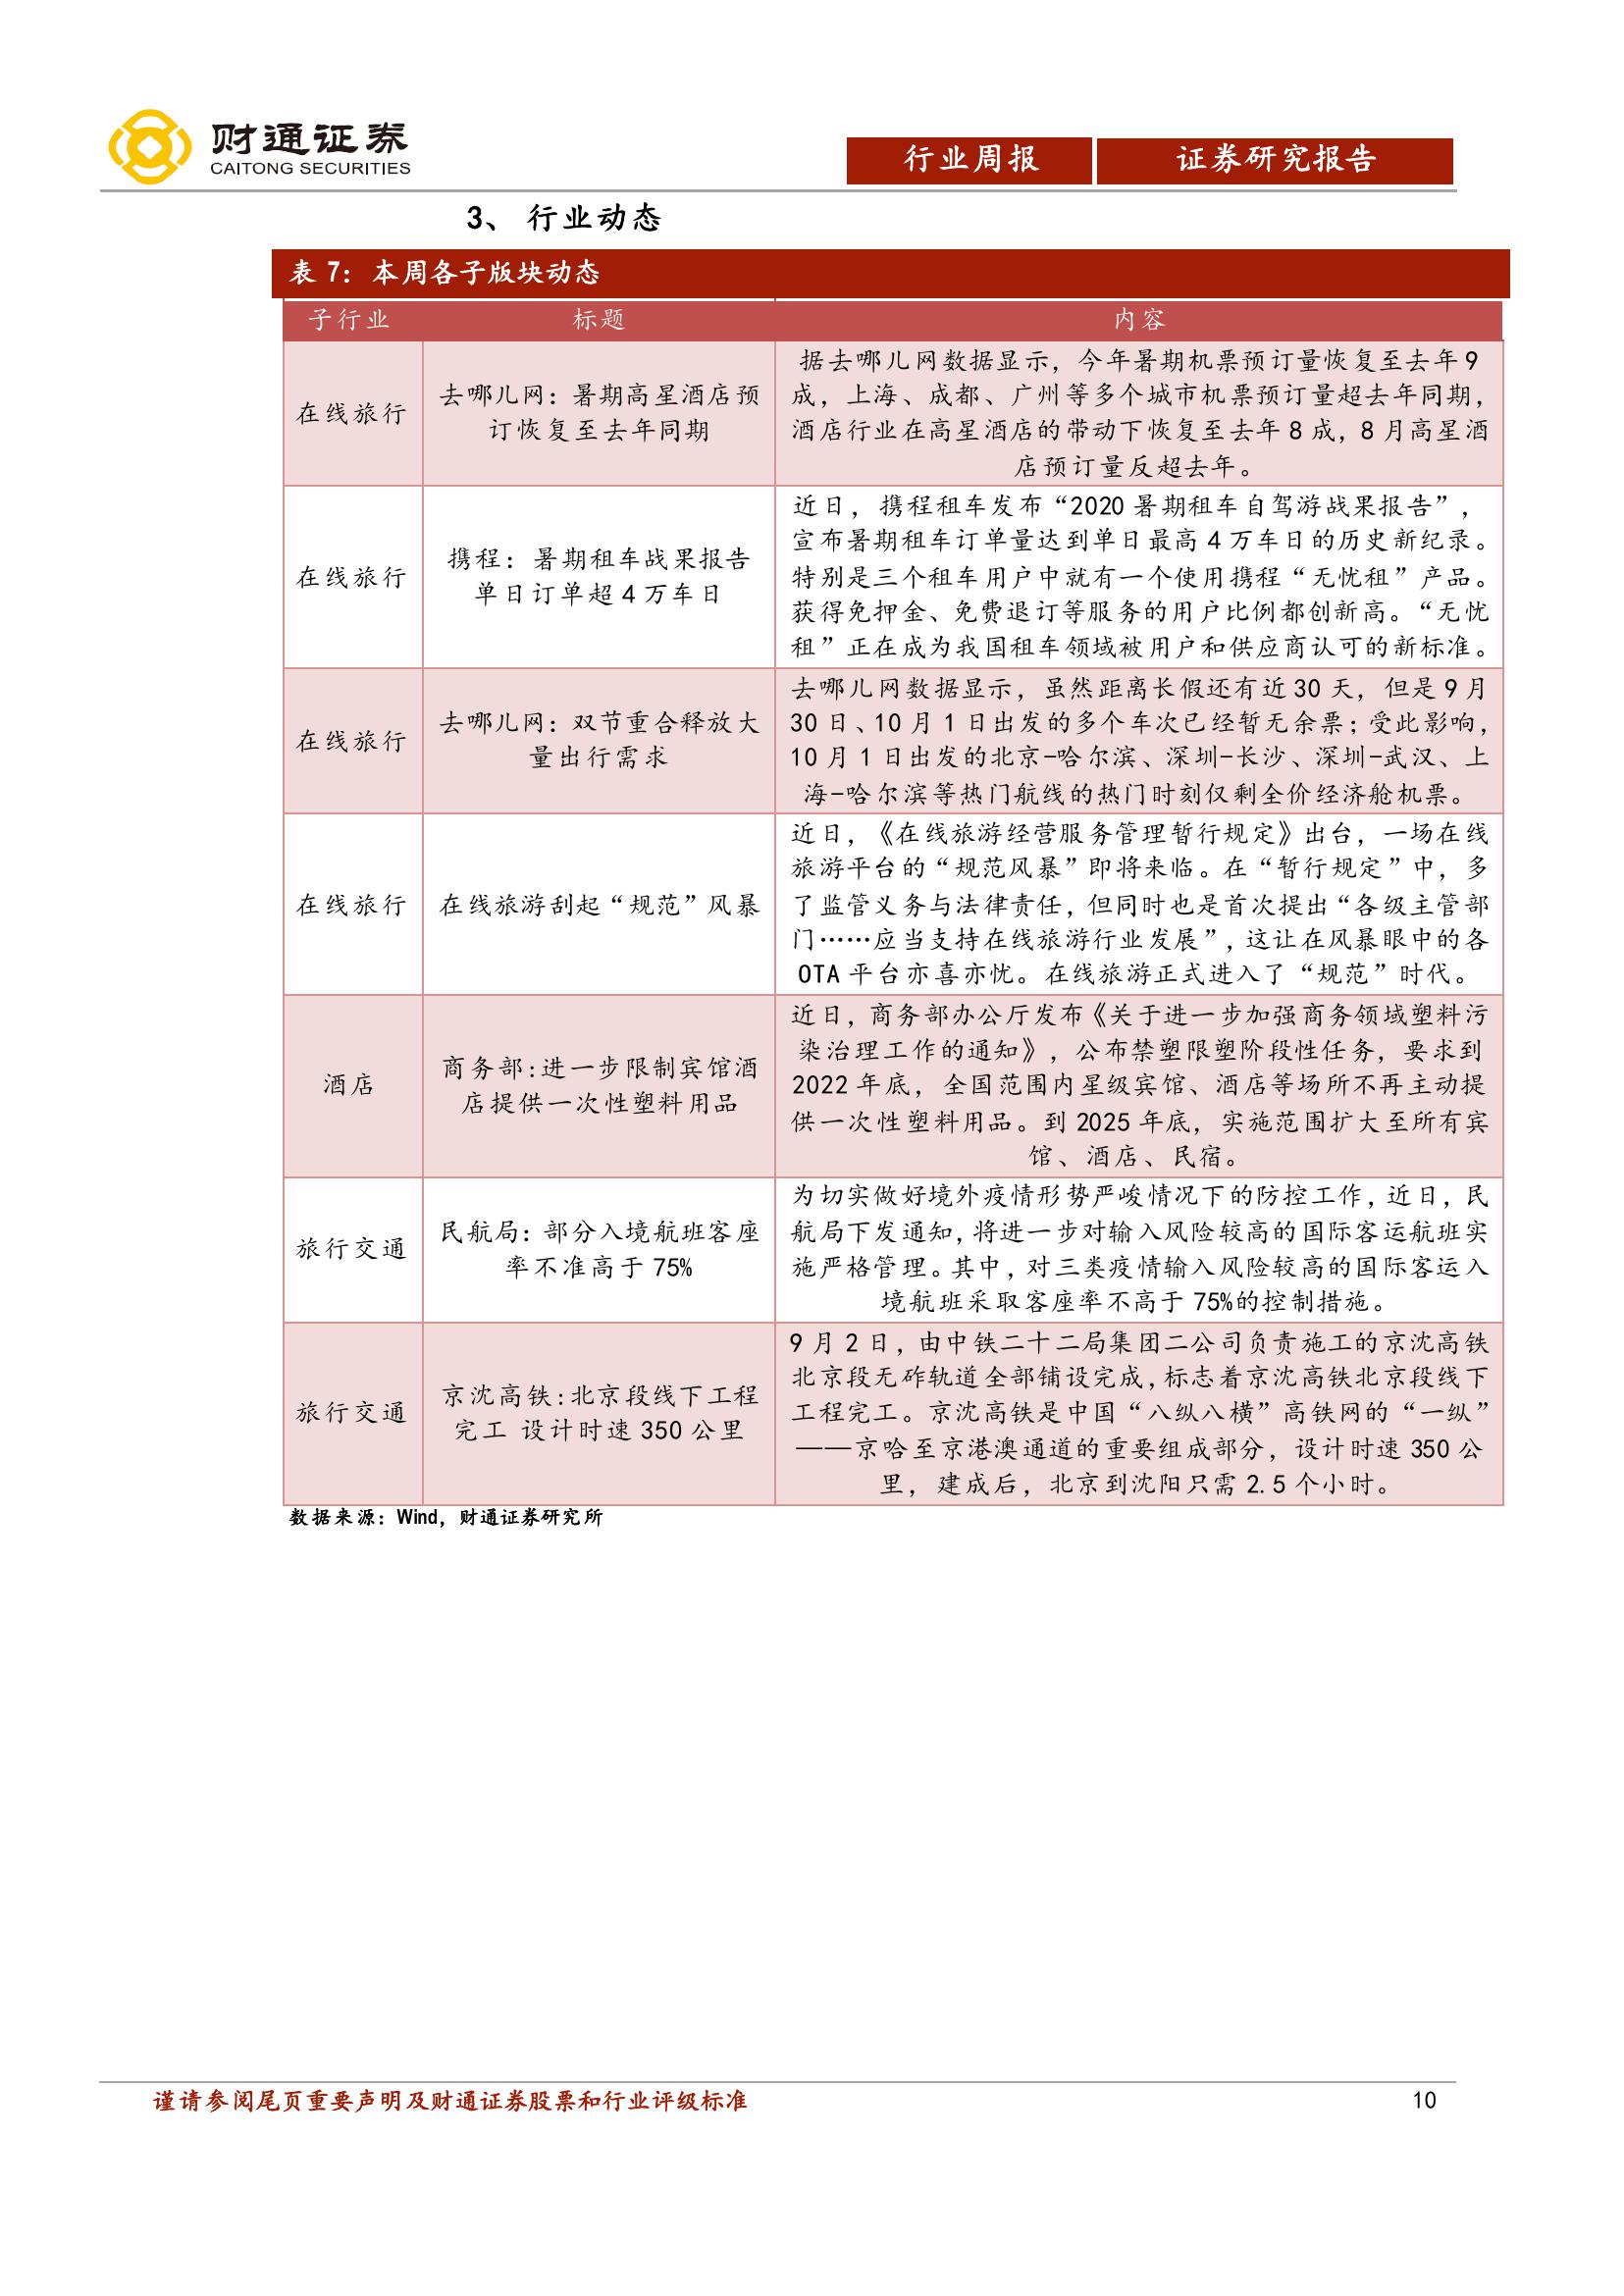 财通证券
CAITONG SECURITIES
行业周报
证券研究报告
3、 行业动态
表 7：本周各子版块动态
子行业
标题
内容
在线旅行
去哪儿网：暑期高星酒店预
订恢复至去年同期
据去哪儿网数据显示，今年暑期机票预订量恢复至去年 9
成，上海、成都、广州等多个城市机票预订量超去年同期，
酒店行业在高星酒店的带动下恢复至去年 8 成，8 月高星酒
店预订量反超去年。
在线旅行
携程：暑期租车战果报告
单日订单超 4 万车日
近日，携程租车发布“2020 暑期租车自驾游战果报告”，
宣布暑期租车订单量达到单日最高 4 万车日的历史新纪录。
特别是三个租车用户中就有一个使用携程“无忧租”产品。
获得免押金、免费退订等服务的用户比例都创新高。“无忧
租”正在成为我国租车领域被用户和供应商认可的新标准。
在线旅行
去哪儿网：双节重合释放大
量出行需求
去哪儿网数据显示，虽然距离长假还有近 30 天，但是 9 月
30 日、10 月 1 日出发的多个车次已经暂无余票；受此影响，
10 月 1 日出发的北京-哈尔滨、深圳-长沙、深圳-武汉、上
海-哈尔滨等热门航线的热门时刻仅剩全价经济舱机票。
在线旅行
在线旅游刮起“规范”风暴
近日，《在线旅游经营服务管理暂行规定》出台，一场在线
旅游平台的“规范风暴”即将来临。在“暂行规定”中，多
了监管义务与法律责任，但同时也是首次提出“各级主管部
门……应当支持在线旅游行业发展”，这让在风暴眼中的各
OTA 平台亦喜亦忧。在线旅游正式进入了“规范”时代。
酒店
商务部:进一步限制宾馆酒
店提供一次性塑料用品
近日，商务部办公厅发布《关于进一步加强商务领域塑料污
染治理工作的通知》，公布禁塑限塑阶段性任务，要求到
2022 年底，全国范围内星级宾馆、酒店等场所不再主动提
供一次性塑料用品。到 2025 年底，实施范围扩大至所有宾
馆、酒店、民宿。
旅行交通
民航局：部分入境航班客座
率不准高于 75%
为切实做好境外疫情形势严峻情况下的防控工作，近日，民
航局下发通知，将进一步对输入风险较高的国际客运航班实
施严格管理。其中，对三类疫情输入风险较高的国际客运入
境航班采取客座率不高于 75%的控制措施。
旅行交通
京沈高铁:北京段线下工程
完工 设计时速 350 公里
9 月 2 日，由中铁二十二局集团二公司负责施工的京沈高铁
北京段无砟轨道全部铺设完成，标志着京沈高铁北京段线下
工程完工。京沈高铁是中国“八纵八横”高铁网的“一纵”
——京哈至京港澳通道的重要组成部分，设计时速 350 公
里，建成后，北京到沈阳只需 2.5 个小时。
数据来源：Wind，财通证券研究所
谨请参阅尾页重要声明及财通证券股票和行业评级标准
10